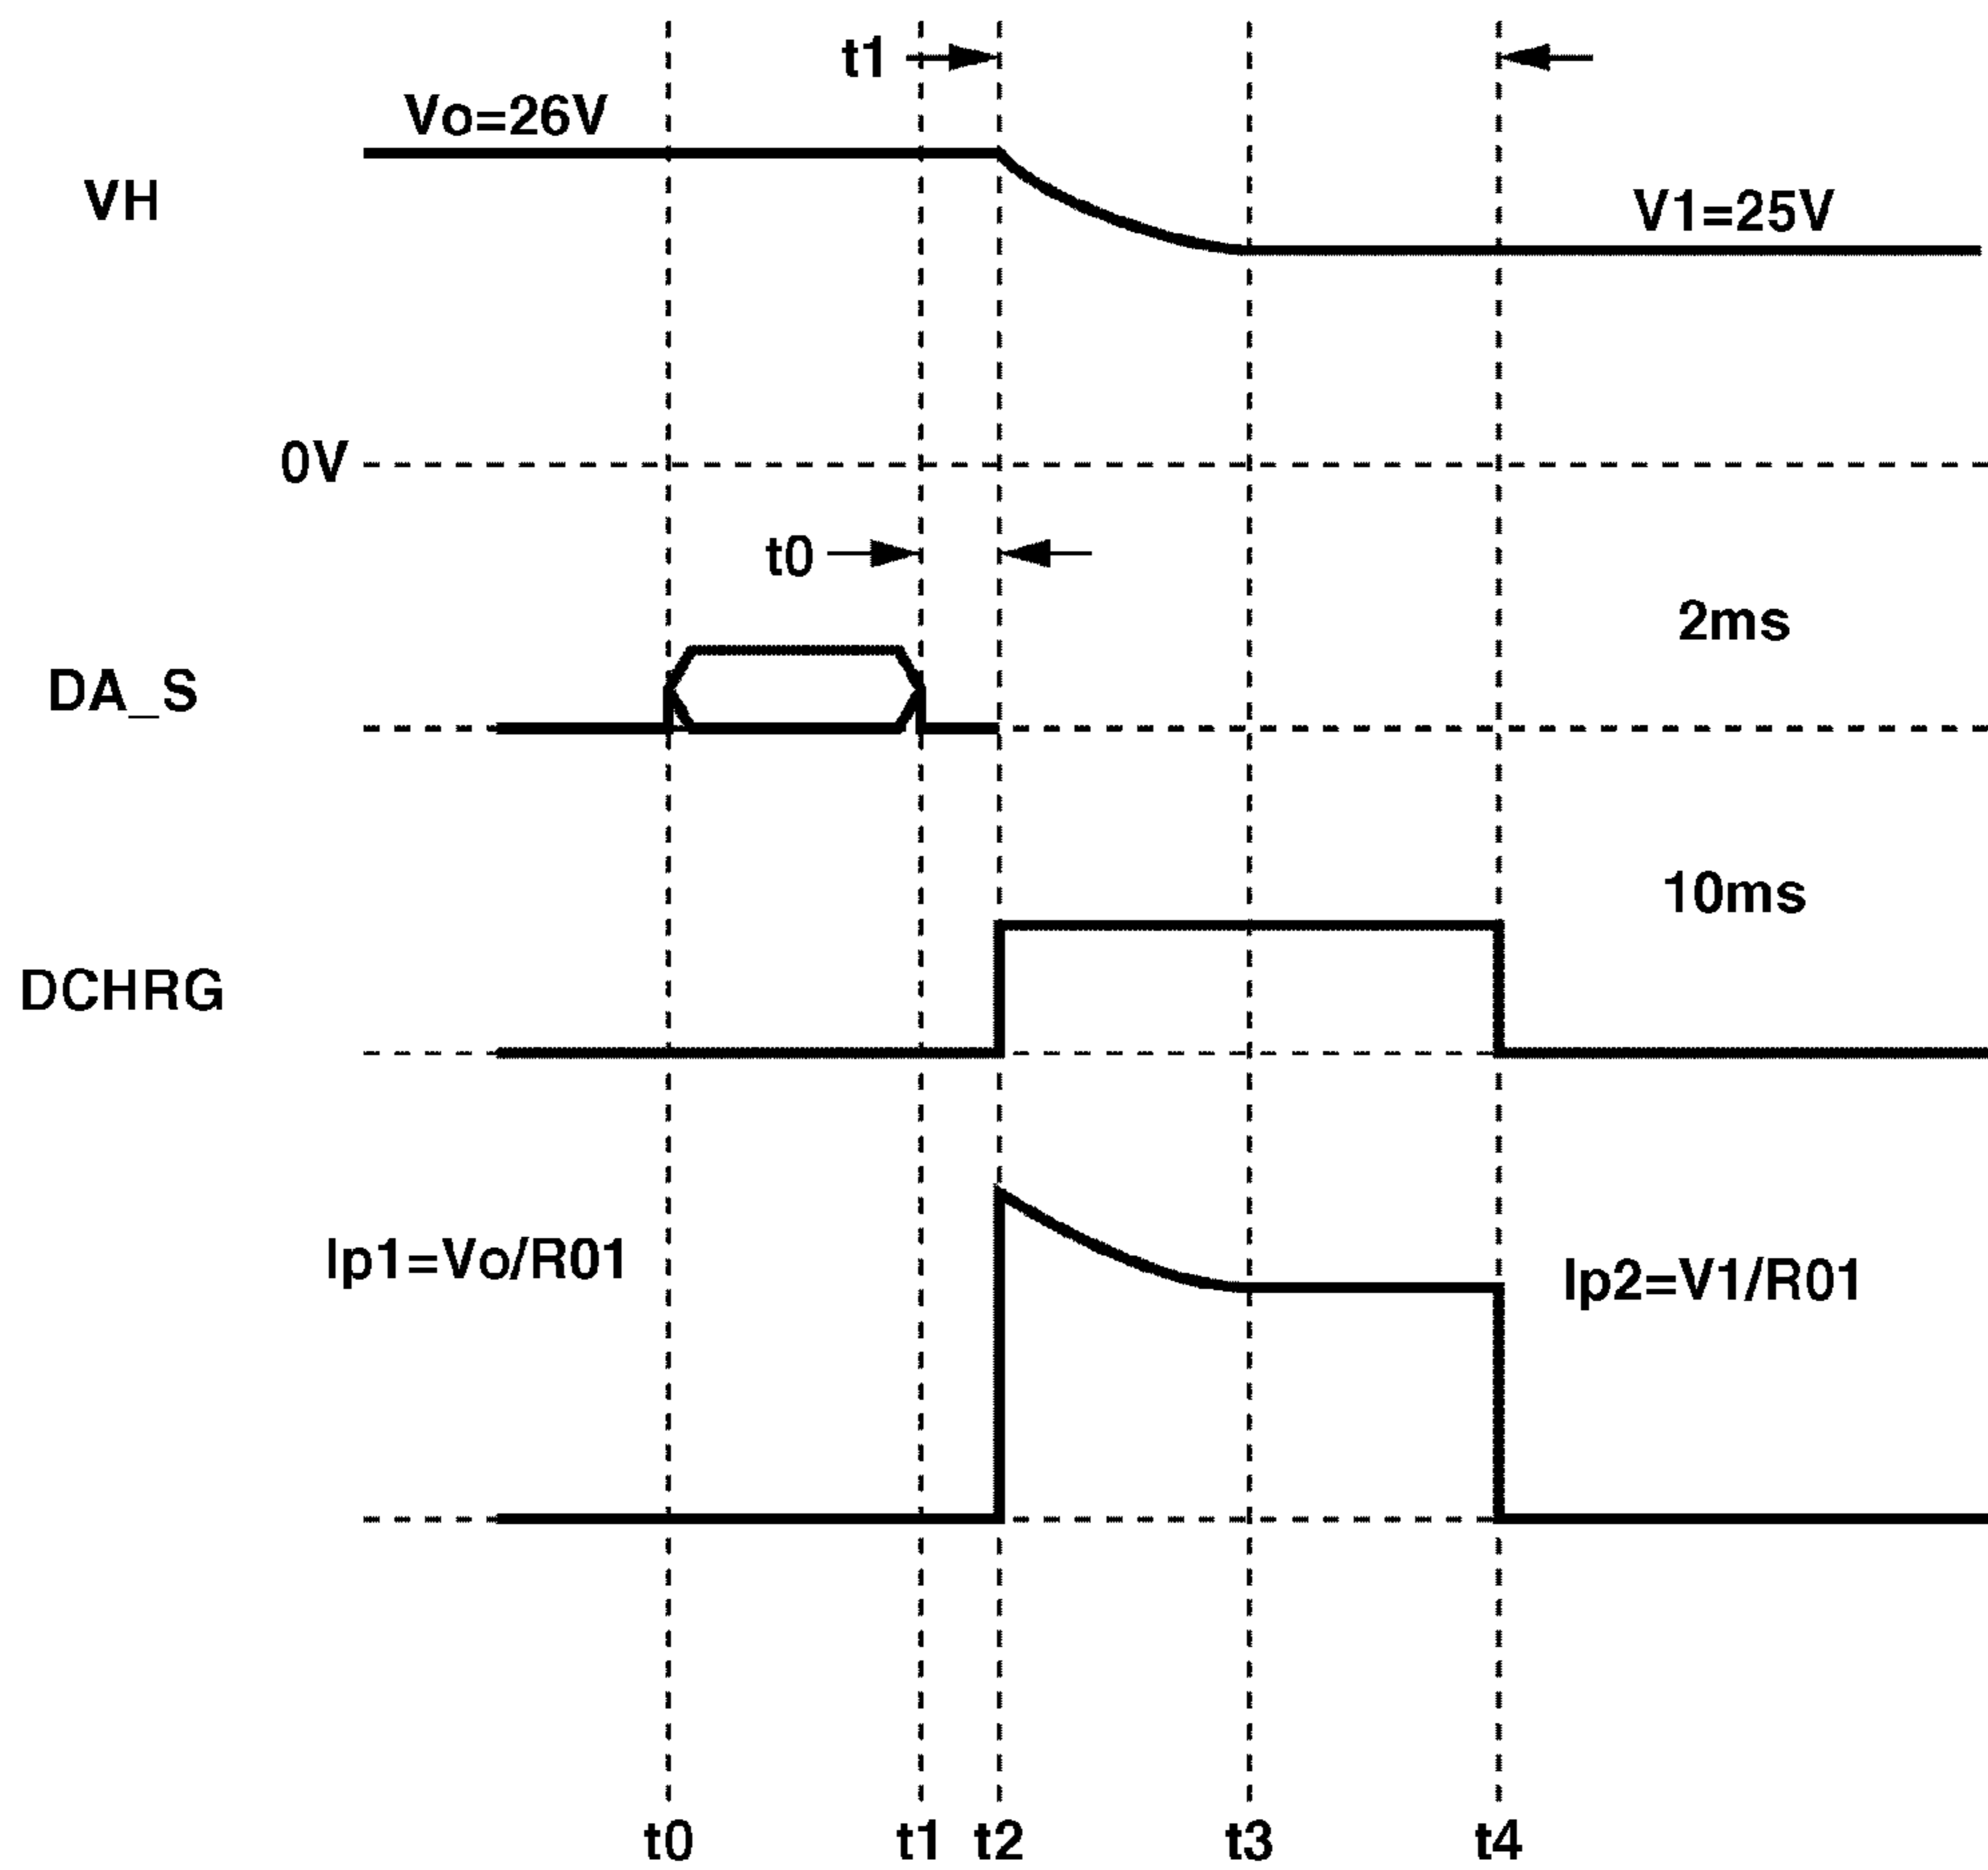 t1
Vo=26V
VH
V1=25V
0V
t0
2ms
DA_S
10ms
DCHRG
Ip1=Vo/R01
Ip2=V1/R01
t0 t1 t2 t3 t4